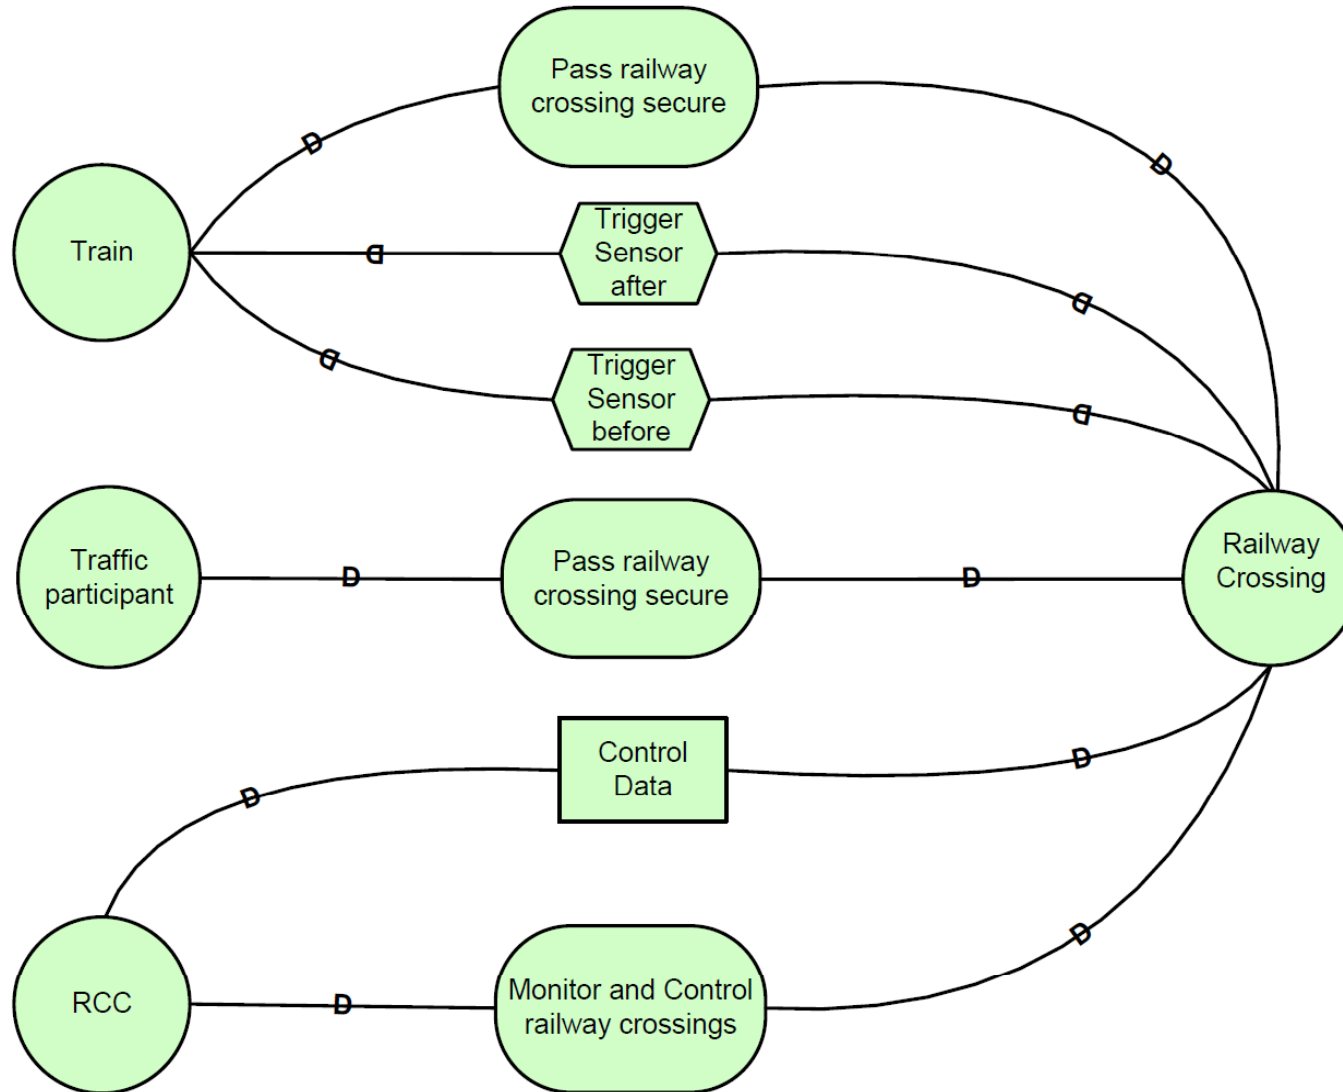 Pass railway
crossing secure
D
D
Train
D
Trigger
Sensor
after
D
D
Trigger
Sensor
before
D
Traffic
participant
D
Pass railway
crossing secure
D
Railway
Crossing
D
Control
Data
D
RCC
D
Monitor and Control
railway crossings
D